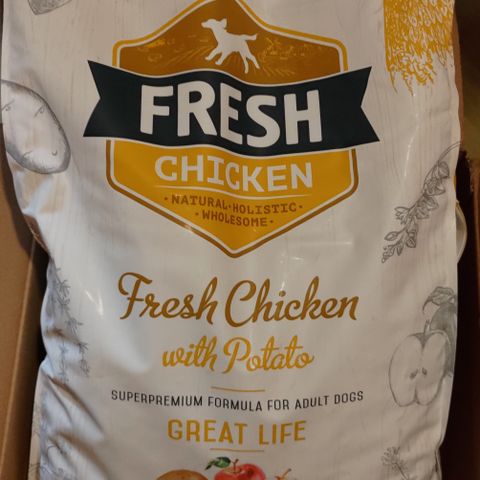 FRESH
CHICKEN
- NATURAL • HOLISTIC -
• WHOLESOME •
Fresh Chicken
with Potato
SUPERPREMIUM FORMULA FOR ADULT DOGS
GREAT LIFE